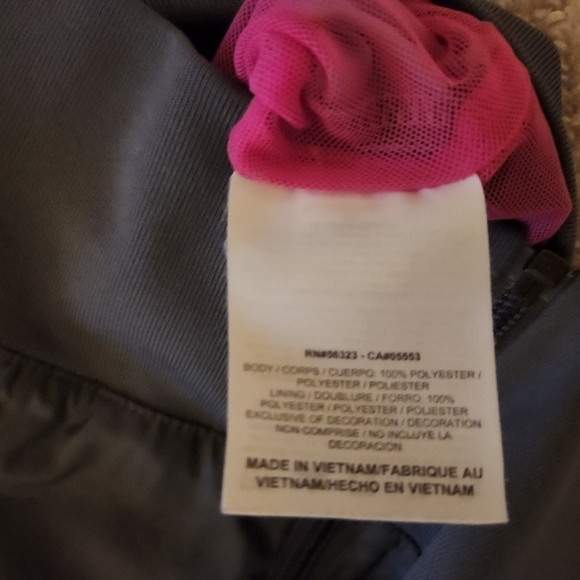 RN#56323 - CA#05553
BODY / CORPS / CUERPO: 100% POLYESTER /
POLYESTER / POLIESTER
LINING / DOUBLURE / FORRO: 100%
POLYESTER / POLYESTER / POLIESTER
EXCLUSIVE OF DECORATION / DECORATION
NON-COMPRISE / NO INCLUYE LA
DECORACION
MADE IN VIETNAM/FABRIQUE AU
VIETNAM/HECHO EN VIETNAM